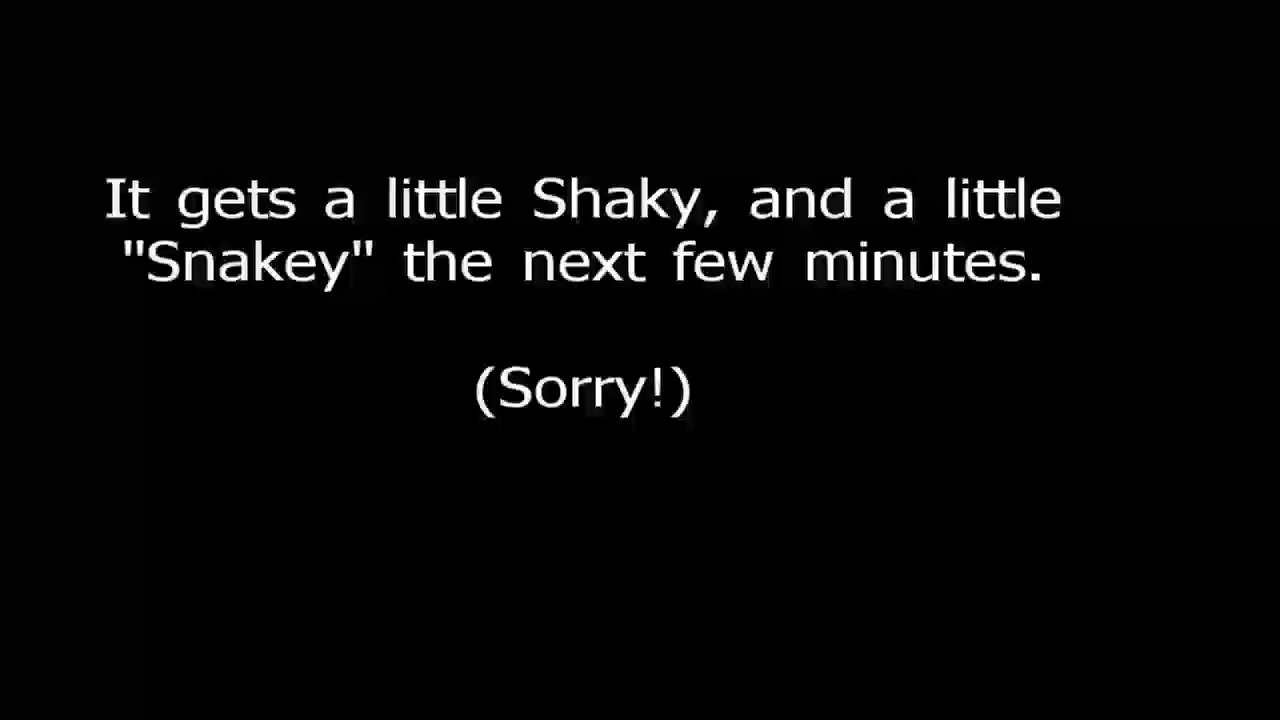 It gets a little Shaky, and a little
"Snakey" the next few minutes.
(Sorry!)